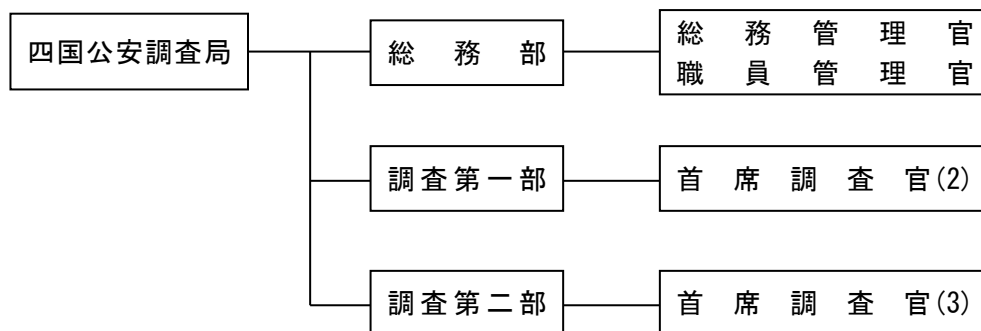 四国公安調査局
総務部
総務管理官
職員管理官
調査第一部
首席調査官(2)
調査第二部
首席調査官(3)